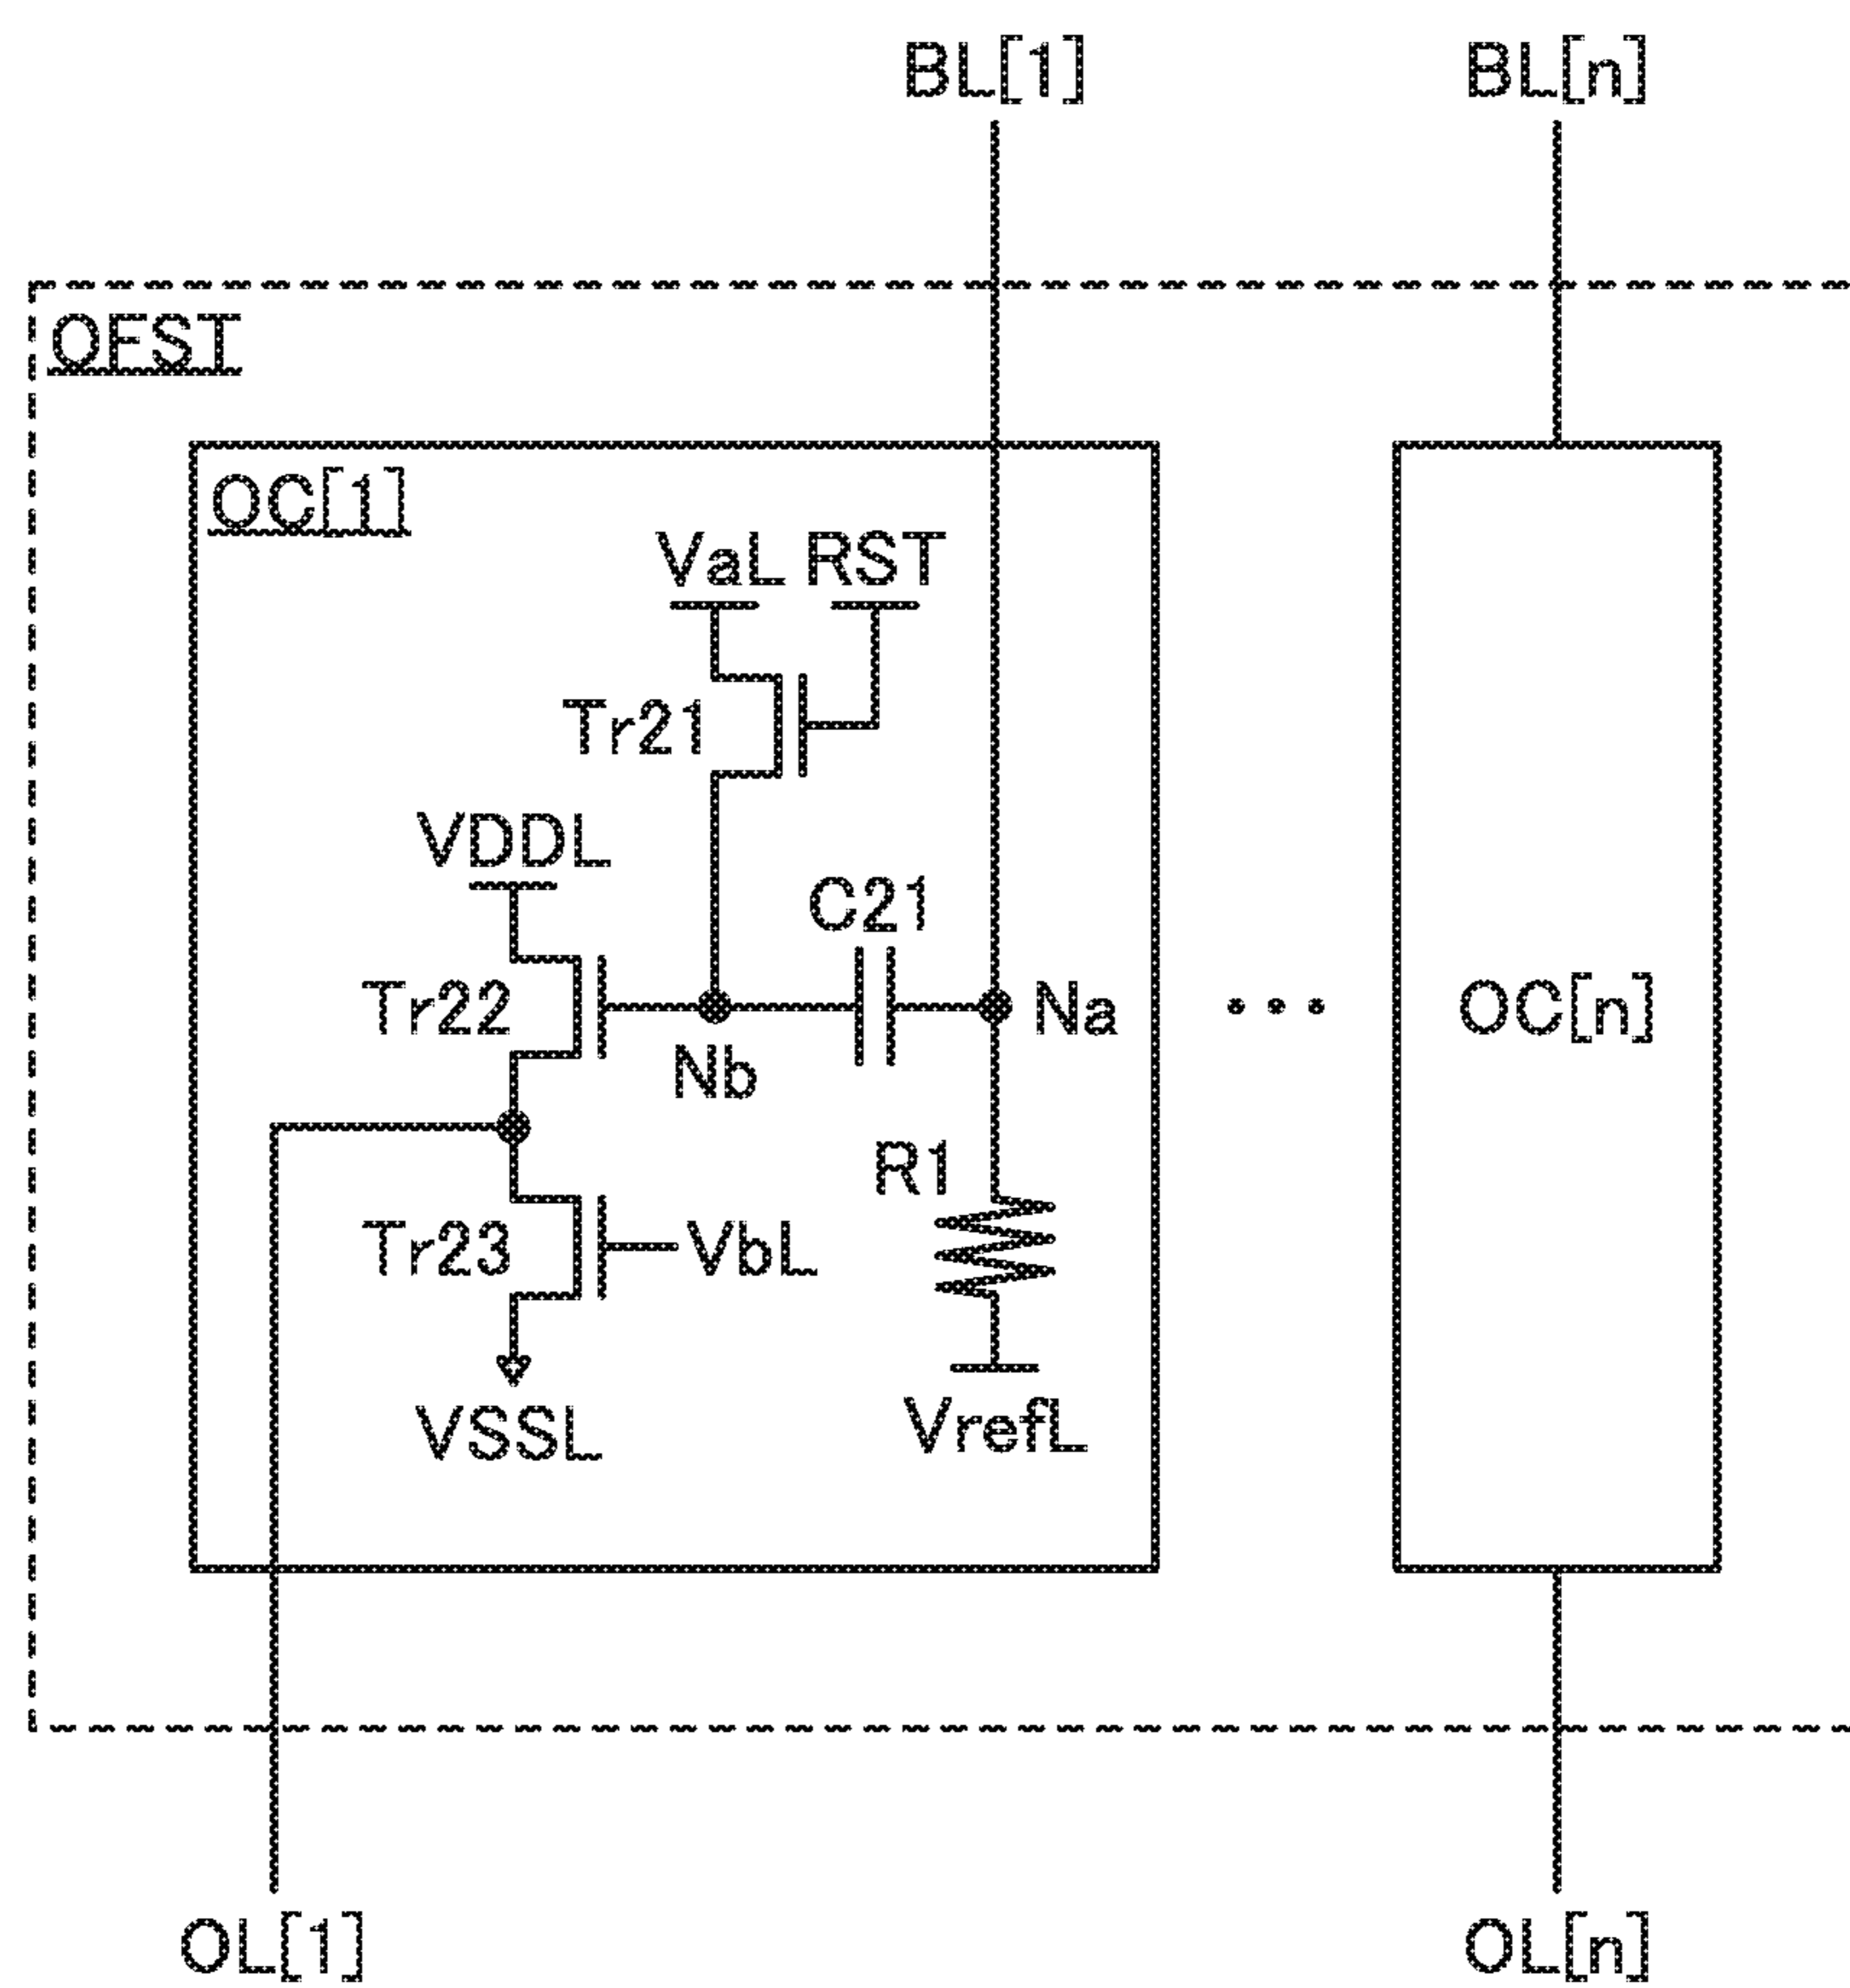 BL[1] BL[n]
OFST
OC[1]
VaL RST
Tr21
VDDL
C21
Tr22
Na
... OC[n]
Nb
R1
Tr23
VbL
VSSL
VrefL
OL[1] OL[n]